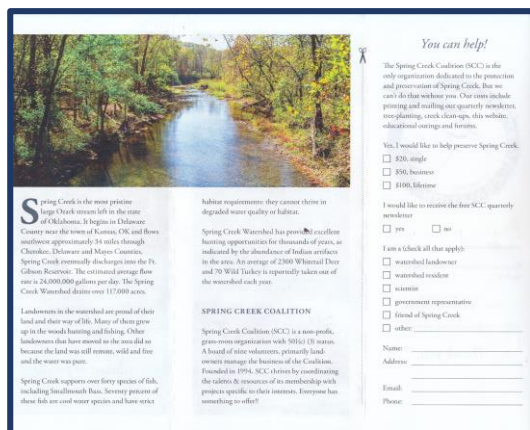 Spring Creek is the most pristine
large Ozark stream left in the state
of Oklahoma. It begins in Delaware
County near the town of Kansas, OK and flows
southwest approximately 34 miles through
Cherokee, Delaware and Mayes Counties.
Spring Creek eventually discharges into the Ft.
Gibson Reservoir. The estimated average flow
rate is 24,000,000 gallons per day. The Spring
Creek Watershed drains over 117,000 acres.
Landowners in the watershed are proud of their
land and their way of life. Many of them grew
up in the woods hunting and fishing. Other
landowners that have moved to the area did so
because the land was still remote, wild and free
and the water was pure.
Spring Creek supports over forty species of fish,
including Smallmouth Bass. Seventy percent of
these fish are cool water species and have strict
habitat requirements: they cannot thrive in
degraded water quality or habitat.
Spring Creek Watershed has provided excellent
hunting opportunities for thousands of years, as
indicated by the abundance of Indian artifacts
in the area. An average of 2300 Whitetail Deer
and 70 Wild Turkey is reportedly taken out of
the watershed each year.
SPRING CREEK COALITION
Spring Creek Coalition (SCC) is a non-profit,
grass-roots organization with 501(c) (3) status.
A board of nine volunteers, primarily land-
owners manage the business of the Coalition.
Founded in 1994, SCC thrives by coordinating
the talents & resources of its membership with
projects specific to their interests. Everyone has
something to offer!!
You can help!
The Spring Creek Coalition (SCC) is the
only organization dedicated to the protection
and preservation of Spring Creek. But we
can't do that without you. Our costs include
printing and mailing our quarterly newsletter,
tree-planting, creek clean-ups, this website,
educational outings and forums.
Yes, I would like to help preserve Spring Creek.
$20, single
$50, business
$100, lifetime
I would like to receive the free SCC quarterly
newsletter
yes no
I am a (check all that apply):
watershed landowner
watershed resident
scientist
government representative
friend of Spring Creek
other:
Name:
Address:
Email:
Phone: